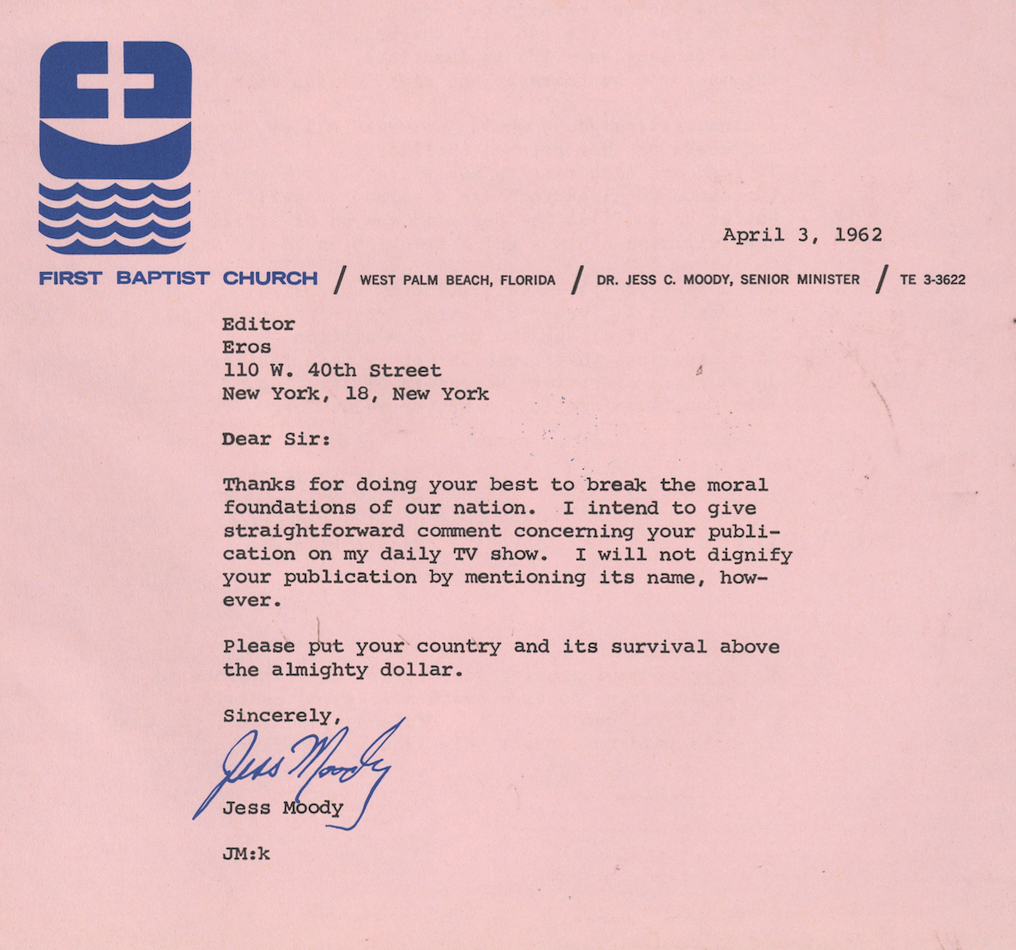 April 3, 1962
FIRST BAPTIST CHURCH / WEST PALM BEACH, FLORIDA / DR. JESS C. MOODY, SENIOR MINISTER / TE 3-3622
Editor
Eros
110 W. 40th Street
New York, 18, New York
Dear Sir:
Thanks for doing your best to break the moral
foundations of our nation.  I intend to give
straightforward comment concerning your publi-
cation on my daily TV show.  I will not dignify
your publication by mentioning its name, how-
ever.
Please put your country and its survival above
the almighty dollar.
Sincerely,
Jess Moody
Jess Moody
JM:k